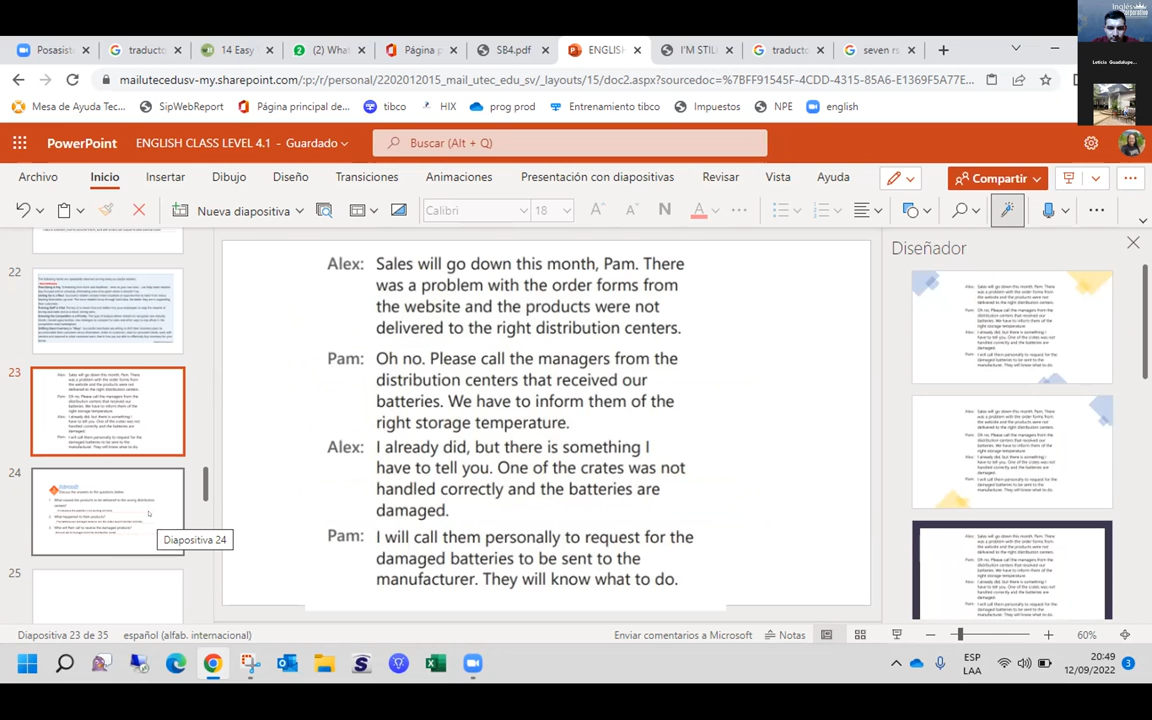 Inglés
Corporativo
Posasist
traducto
14 Easy
(2) What
Página p
SB4.pdf
ENGLISH
I'M STIL
traducto
seven rs
Leticia Guadalupe...
mailutecedusv-my.sharepoint.com/:p:/r/personal/2202012015_mail_utec_edu_sv/_layouts/15/doc2.aspx?sourcedoc=%7BFF91545F-4CDD-4315-85A6-E1369F5A77E...
Mesa de Ayuda Tec...
SipWebReport
Página principal de...
tibco
HIX
prog prod
Entrenamiento tibco
Impuestos
NPE
english
PowerPoint
ENGLISH CLASS LEVEL 4.1 - Guardado
Buscar (Alt + Q)
Archivo
Inicio
Insertar
Dibujo
Diseño
Transiciones
Animaciones
Presentación con diapositivas
Revisar
Vista
Ayuda
Compartir
Nueva diapositiva
Calibri
18
N
22
23
24
Diapositiva 24
25
Alex: Sales will go down this month, Pam. There
was a problem with the order forms from
the website and the products were not
delivered to the right distribution centers.
Pam: Oh no. Please call the managers from the
distribution centers that received our
batteries. We have to inform them of the
right storage temperature.
Alex: I already did, but there is something I
have to tell you. One of the crates was not
handled correctly and the batteries are
damaged.
Pam: I will call them personally to request for the
damaged batteries to be sent to the
manufacturer. They will know what to do.
Diseñador
Diapositiva 23 de 35
español (alfab. internacional)
Enviar comentarios a Microsoft
Notas
60%
ESP
LAA
20:49
12/09/2022
3